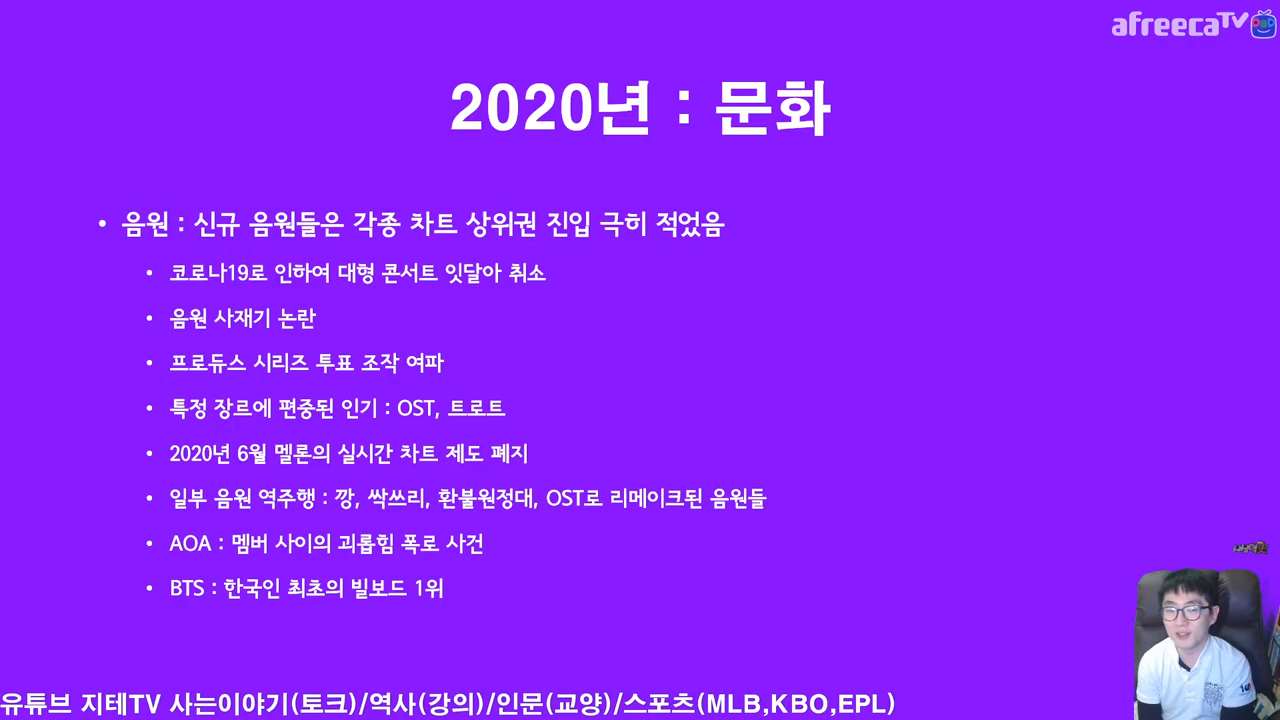 afreecaTV
2020년 : 문화
• 음원 : 신규 음원들은 각종 차트 상위권 진입 극히 적었음
• 코로나19로 인하여 대형 콘서트 잇달아 취소
• 음원 사재기 논란
• 프로듀스 시리즈 투표 조작 여파
• 특정 장르에 편중된 인기 : OST, 트로트
• 2020년 6월 멜론의 실시간 차트 제도 폐지
• 일부 음원 역주행 : 깡, 싹쓰리, 환불원정대, OST로 리메이크된 음원들
• AOA : 멤버 사이의 괴롭힘 폭로 사건
• BTS : 한국인 최초의 빌보드 1위
유튜브 지테TV 사는이야기(토크)/역사(강의)/인문(교양)/스포츠(MLB,KBO,EPL)